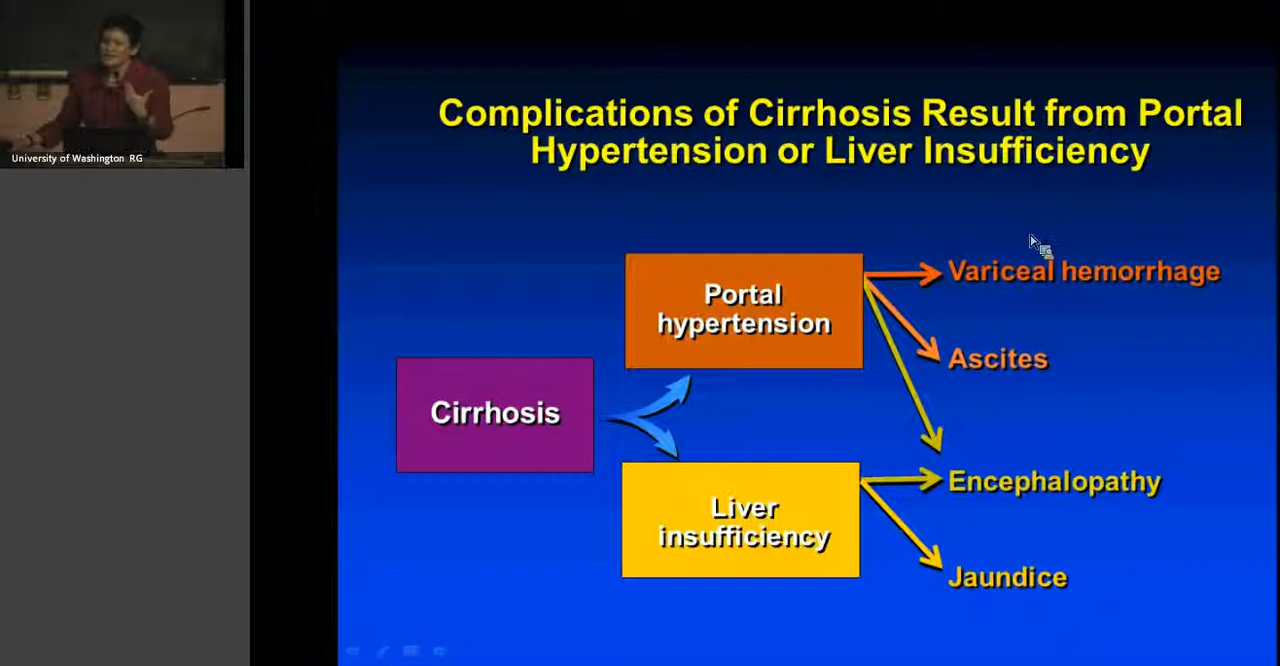 University of Washington RG
Complications of Cirrhosis Result from Portal
Hypertension or Liver Insufficiency
Portal
hypertension
Variceal hemorrhage
Ascites
Cirrhosis
Liver
insufficiency
Encephalopathy
Jaundice